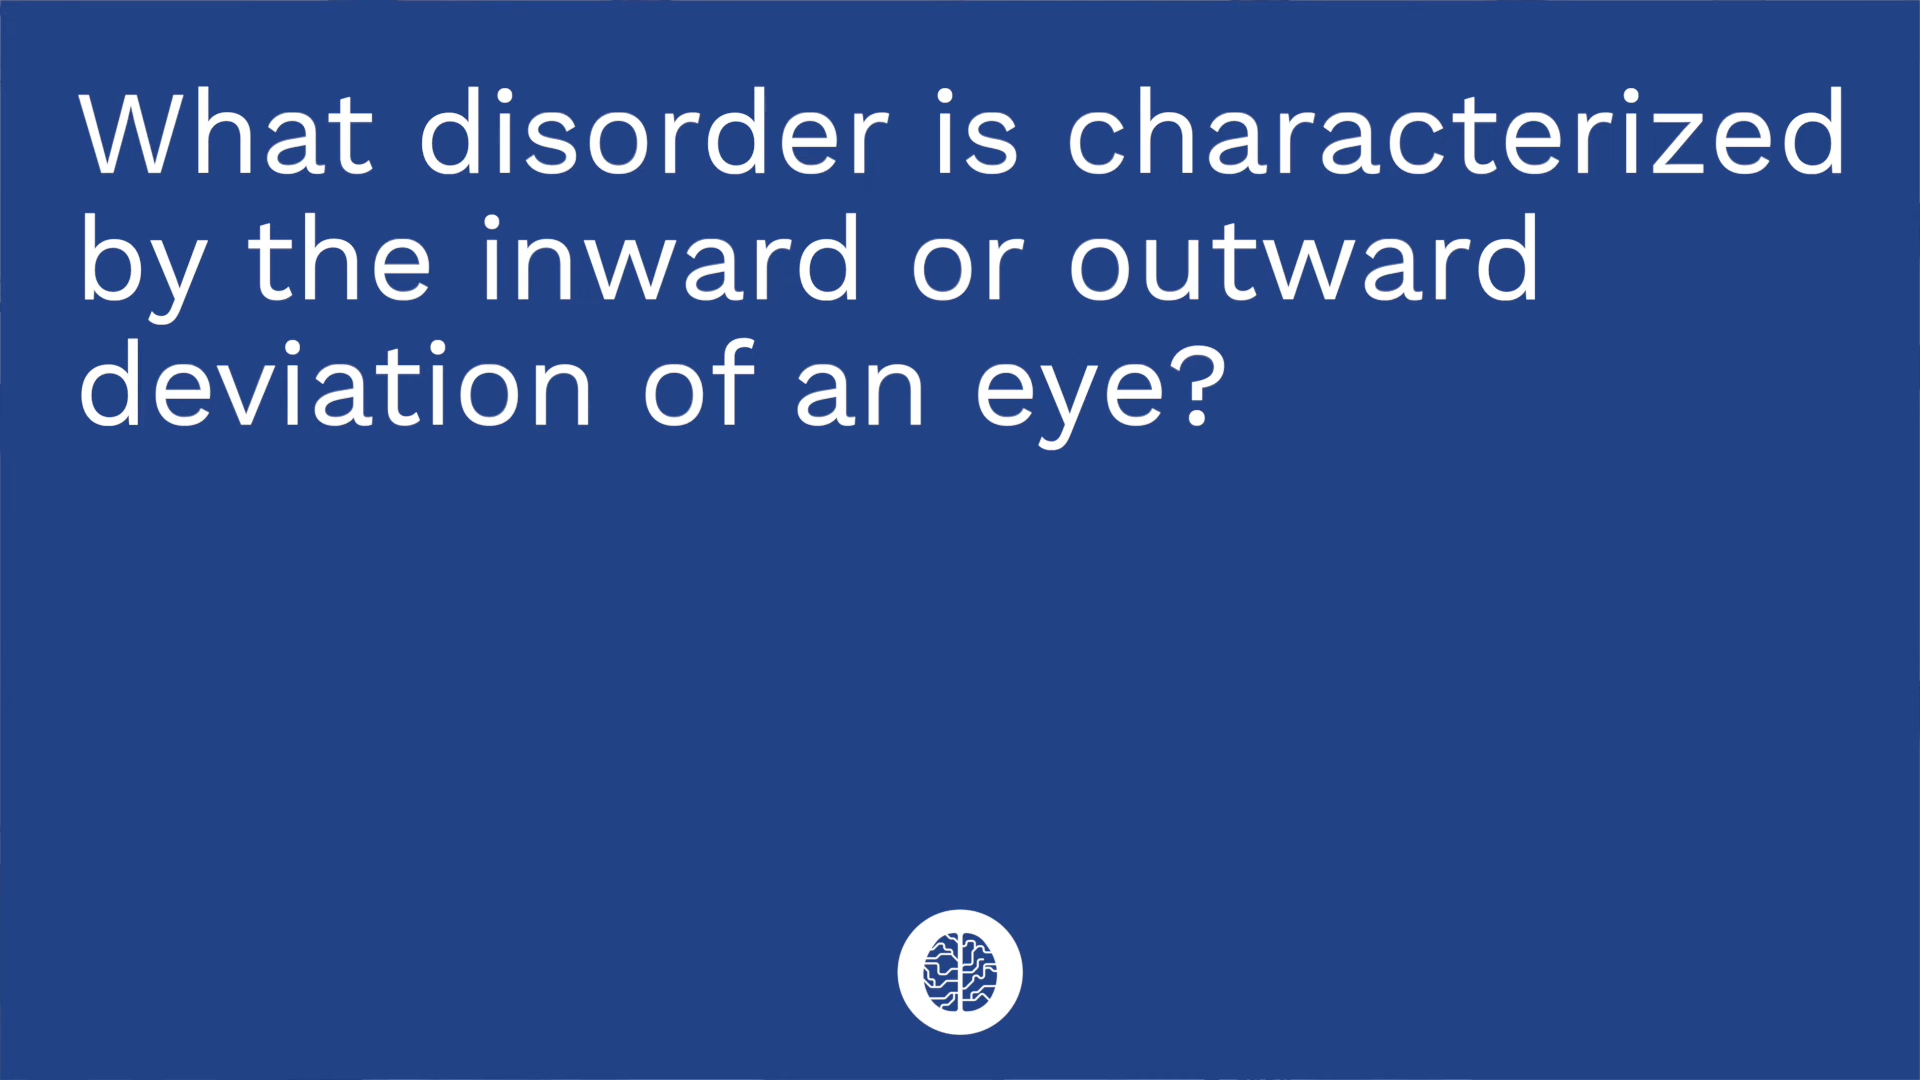 What disorder is characterized
by the inward or outward
deviation of an eye?